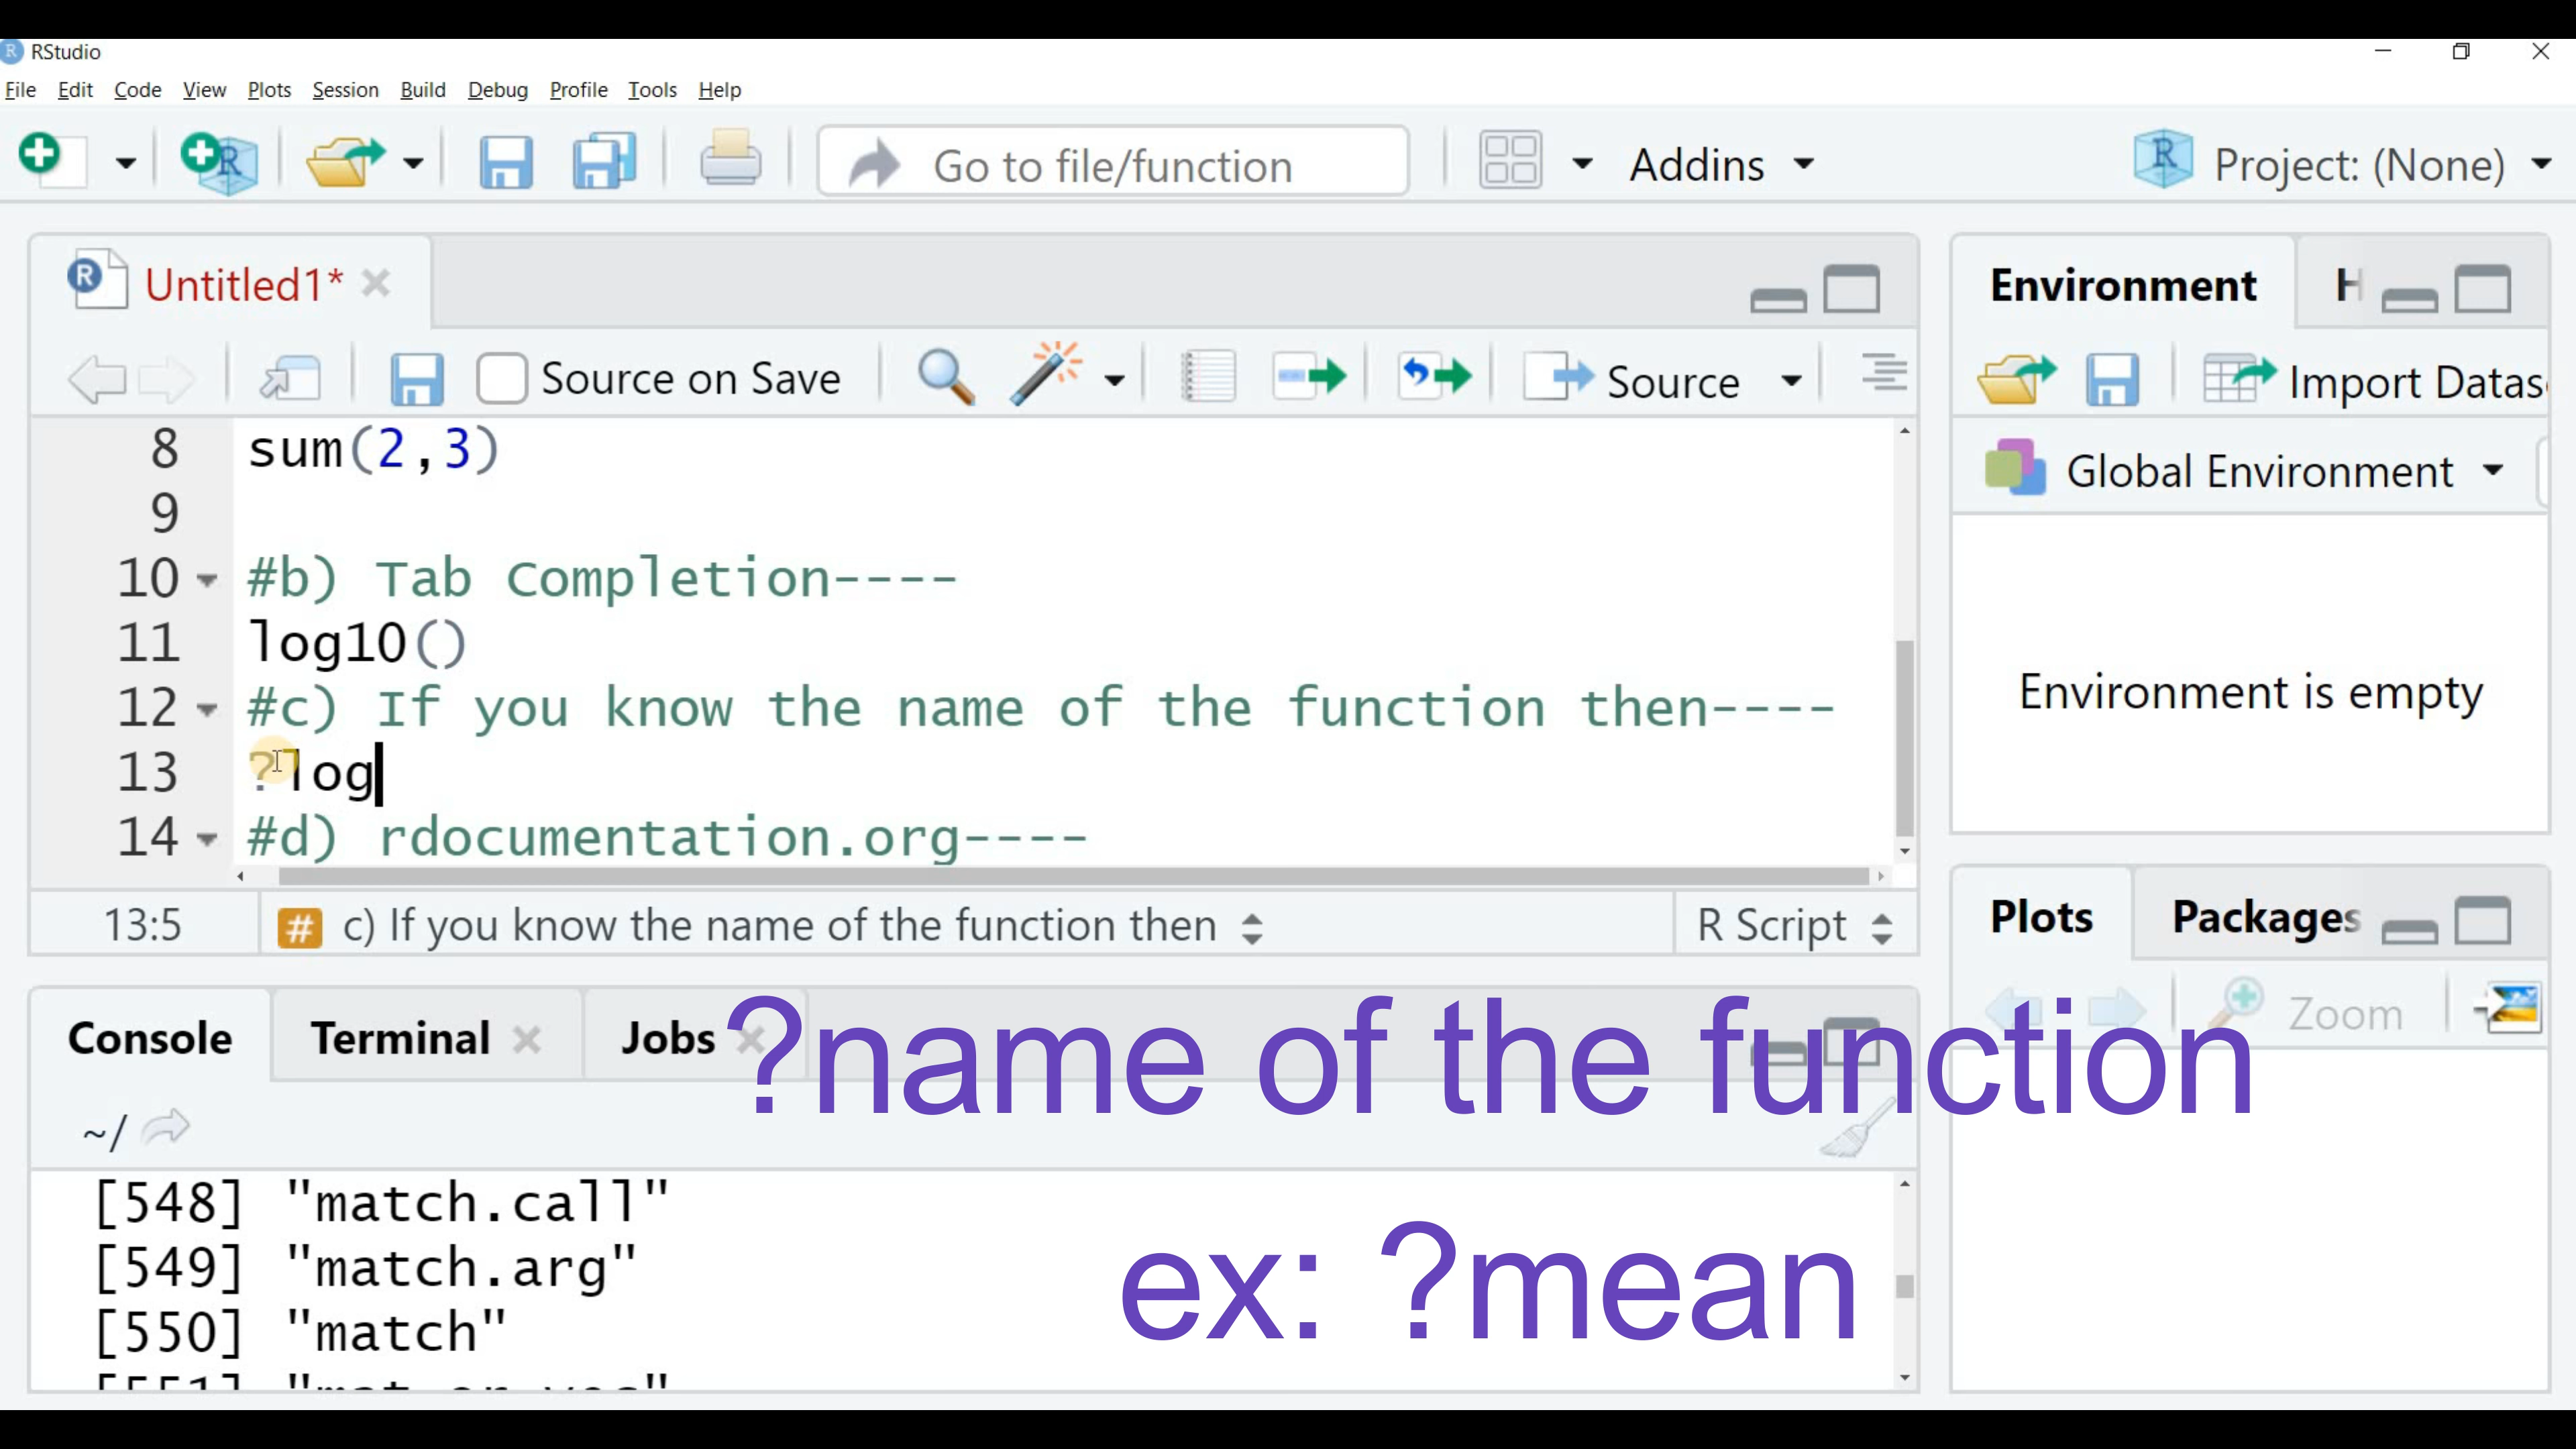 RStudio
File Edit Code View Plots Session Build Debug Profile Tools Help
Go to file/function Addins Project: (None)
Untitled1*
Source on Save Source
8 sum(2,3)
9
10 #b) Tab Completion----
11 log10()
12 #c) If you know the name of the function then----
13 ?log
14 #d) rdocumentation.org----
13:5 # c) If you know the name of the function then R Script
Console Terminal Jobs
~/
[548] "match.call"
[549] "match.arg"
[550] "match"
Environment H
Import Datas
Global Environment
Environment is empty
Plots Packages
Zoom
?name of the function
ex: ?mean